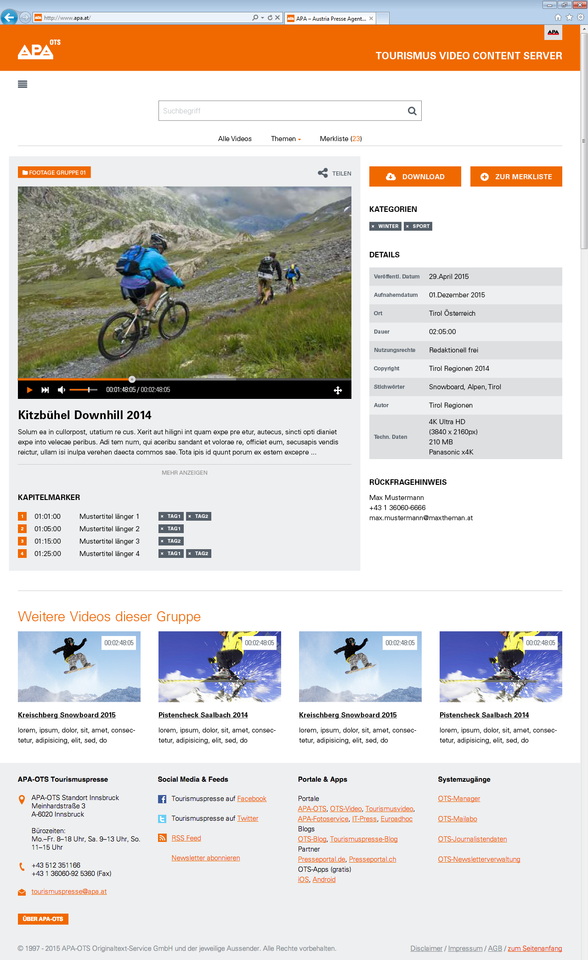 http://www.apa.at/
APA – Austria Presse Agent...
APA OTS
APA
TOURISMUS VIDEO CONTENT SERVER
Suchbegriff
Alle Videos Themen Merkliste (23)
FOOTAGE GRUPPE 01 TEILEN
00:01:48:05 / 00:02:48:05
Kitzbühel Downhill 2014
Solum ea in cullorpost, utatium re cus. Xerit aut hiligni int quam expe pre etur, autecus, sincti opti dianiet
expe into velecae peribus. Adi tem num, qui aceribu sandant et volorae re, officiet eum, secusapis vendis
reictur, ullam isi inulpa verehen daecta commos sae. Tota ipis id quunt porum ex estem excepre ...
MEHR ANZEIGEN
KAPITELMARKER
1 01:01:00 Mustertitel länger 1 × TAG1 × TAG2
2 01:05:00 Mustertitel länger 2 × TAG1
3 01:15:00 Mustertitel länger 3 × TAG2
4 01:25:00 Mustertitel länger 4 × TAG1 × TAG2
DOWNLOAD ZUR MERKLISTE
KATEGORIEN
× WINTER × SPORT
DETAILS
Veröffentl. Datum 29.April 2015
Aufnahmedatum 01.Dezember 2015
Ort Tirol Österreich
Dauer 02:05:00
Nutzungsrechte Redaktionell frei
Copyright Tirol Regionen 2014
Stichwörter Snowboard, Alpen, Tirol
Autor Tirol Regionen
Techn. Daten 4K Ultra HD
(3840 x 2160px)
210 MB
Panasonic x4K
RÜCKFRAGEHINWEIS
Max Mustermann
+43 1 36060-6666
max.mustermann@maxtheman.at
Weitere Videos dieser Gruppe
00:02:48:05 00:02:48:05 00:02:48:05 00:02:48:05
Kreischberg Snowboard 2015 Pistencheck Saalbach 2014 Kreischberg Snowboard 2015 Pistencheck Saalbach 2014
lorem, ipsum, dolor, sit, amet, consec- lorem, ipsum, dolor, sit, amet, consec- lorem, ipsum, dolor, sit, amet, consec- lorem, ipsum, dolor, sit, amet, consec-
tetur, adipisicing, elit, sed, do tetur, adipisicing, elit, sed, do tetur, adipisicing, elit, sed, do tetur, adipisicing, elit, sed, do
APA-OTS Tourismuspresse
APA-OTS Standort Innsbruck
Meinhardstraße 3
A-6020 Innsbruck
Bürozeiten:
Mo.–Fr. 8–18 Uhr, Sa. 9–13 Uhr, So.
11–15 Uhr
+43 512 351166
+43 1 36060-92 5360 (Fax)
tourismuspresse@apa.at
ÜBER APA-OTS
Social Media & Feeds
Tourismuspresse auf Facebook
Tourismuspresse auf Twitter
RSS Feed
Newsletter abonnieren
Portale & Apps
Portale
APA-OTS, OTS-Video, Tourismusvideo,
APA-Fotoservice, IT-Press, Euroadhoc
Blogs
OTS-Blog, Tourismuspresse-Blog
Partner
Presseportal.de, Presseportal.ch
OTS-Apps (gratis)
iOS, Android
Systemzugänge
OTS-Manager
OTS-Mailabo
OTS-Journalistendaten
OTS-Newsletterverwaltung
© 1997 - 2015 APA-OTS Originaltext-Service GmbH und der jeweilige Aussender. Alle Rechte vorbehalten. Disclaimer / Impressum / AGB / zum Seitenanfang